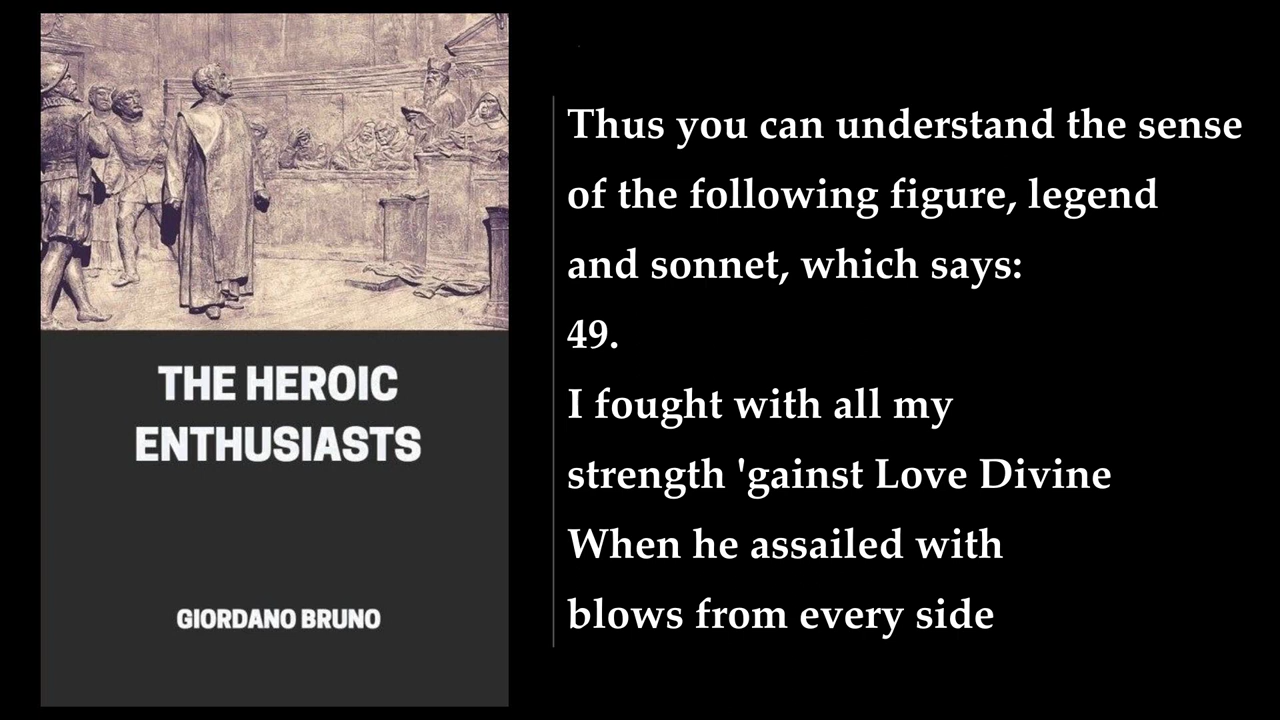 THE HEROIC
ENTHUSIASTS
GIORDANO BRUNO
Thus you can understand the sense
of the following figure, legend
and sonnet, which says:
49.
I fought with all my
strength 'gainst Love Divine
When he assailed with
blows from every side